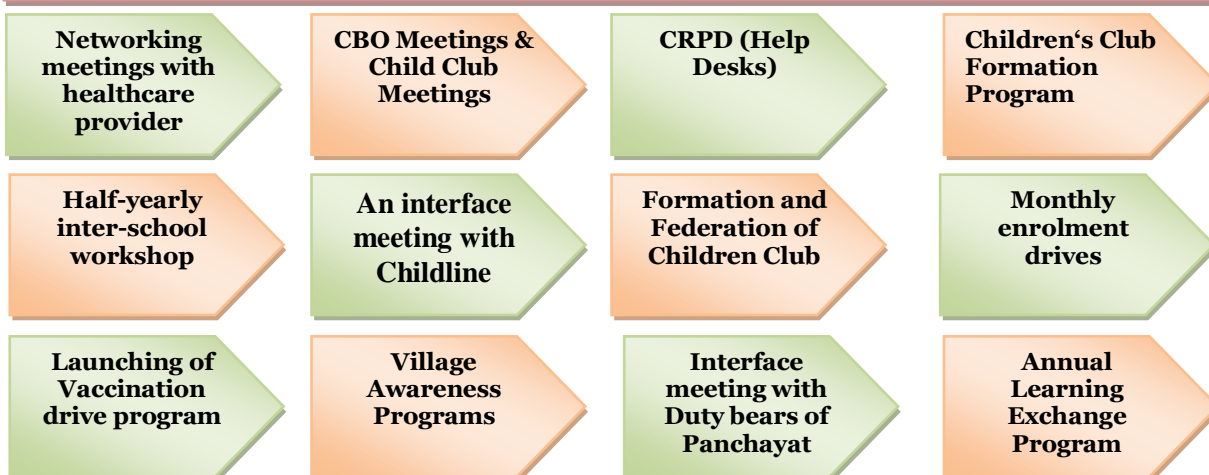 Networking
meetings with
healthcare
provider
CBO Meetings &
Child Club
Meetings
CRPD (Help
Desks)
Children‘s Club
Formation
Program
Half-yearly
inter-school
workshop
An interface
meeting with
Childline
Formation and
Federation of
Children Club
Monthly
enrolment
drives
Launching of
Vaccination
drive program
Village
Awareness
Programs
Interface
meeting with
Duty bears of
Panchayat
Annual
Learning
Exchange
Program